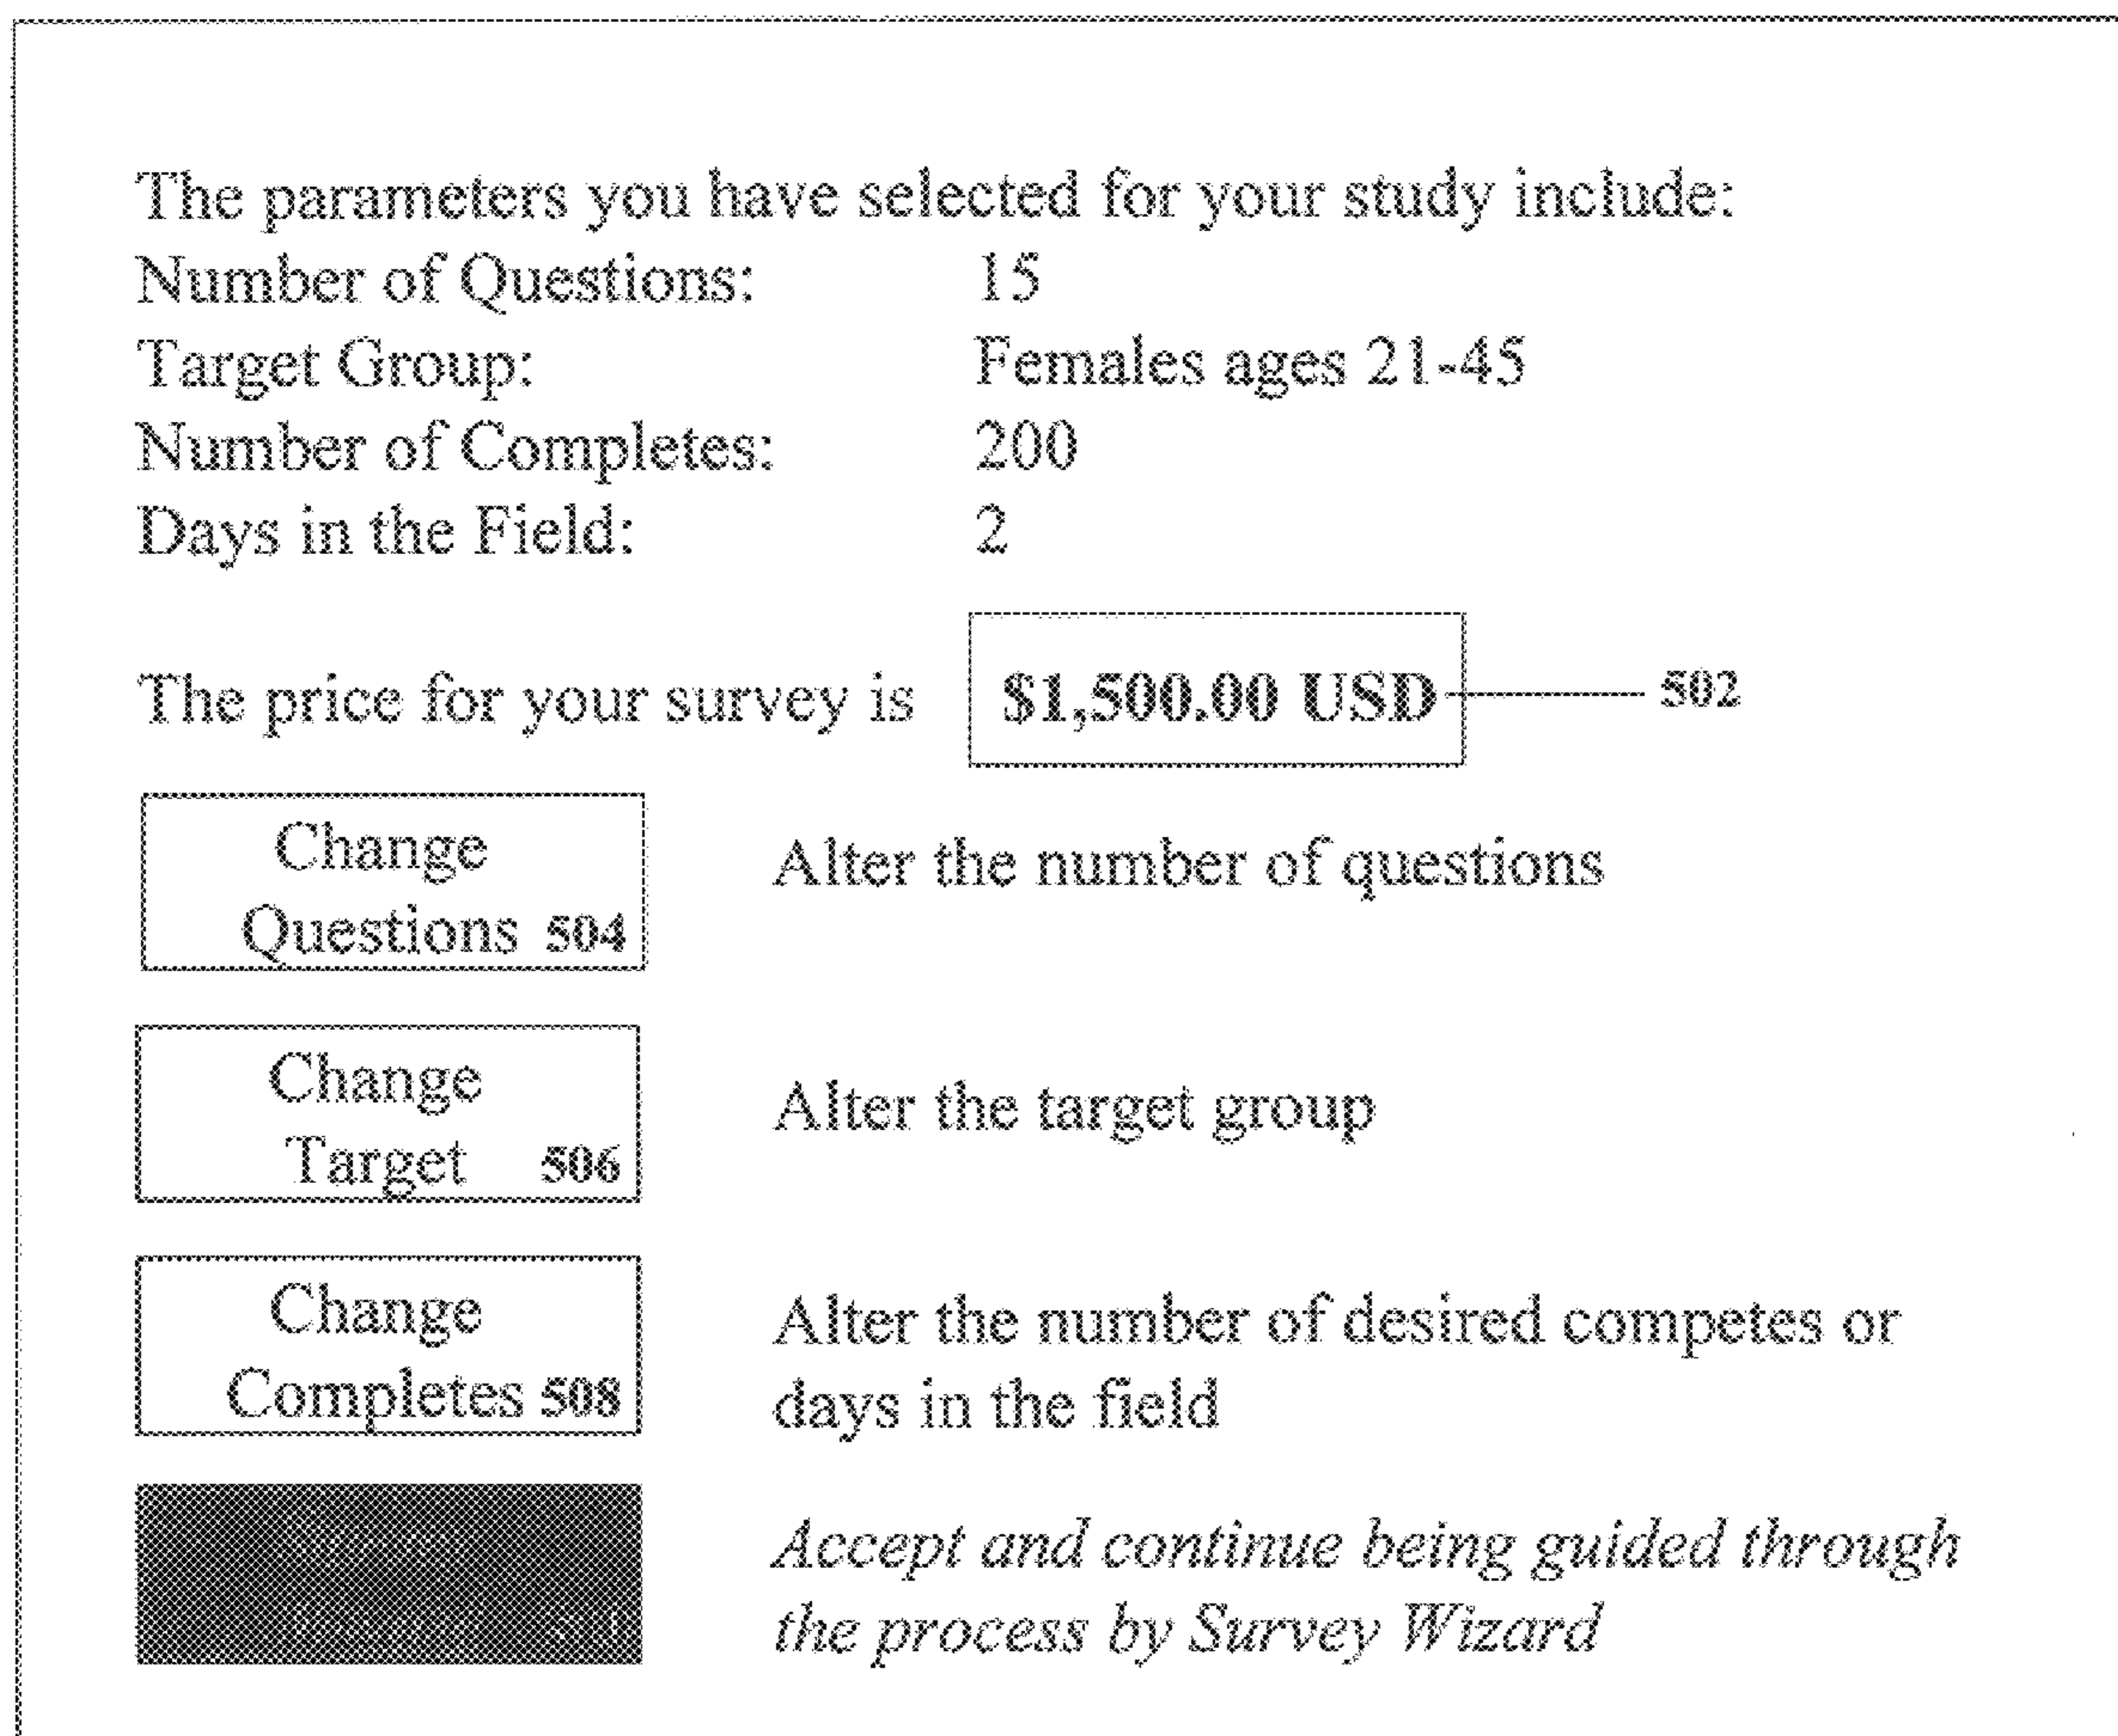 The parameters you have selected for your study include:
Number of Questions: 15
Target Group: Females ages 21-45
Number of Completes: 200
Days in the Field: 2
The price for your survey is $1,500.00 USD 502
Change
Questions 504
Alter the number of questions
Change
Target 506
Alter the target group
Change
Completes 508
Alter the number of desired competes or
days in the field
Accept and continue being guided through
the process by Survey Wizard